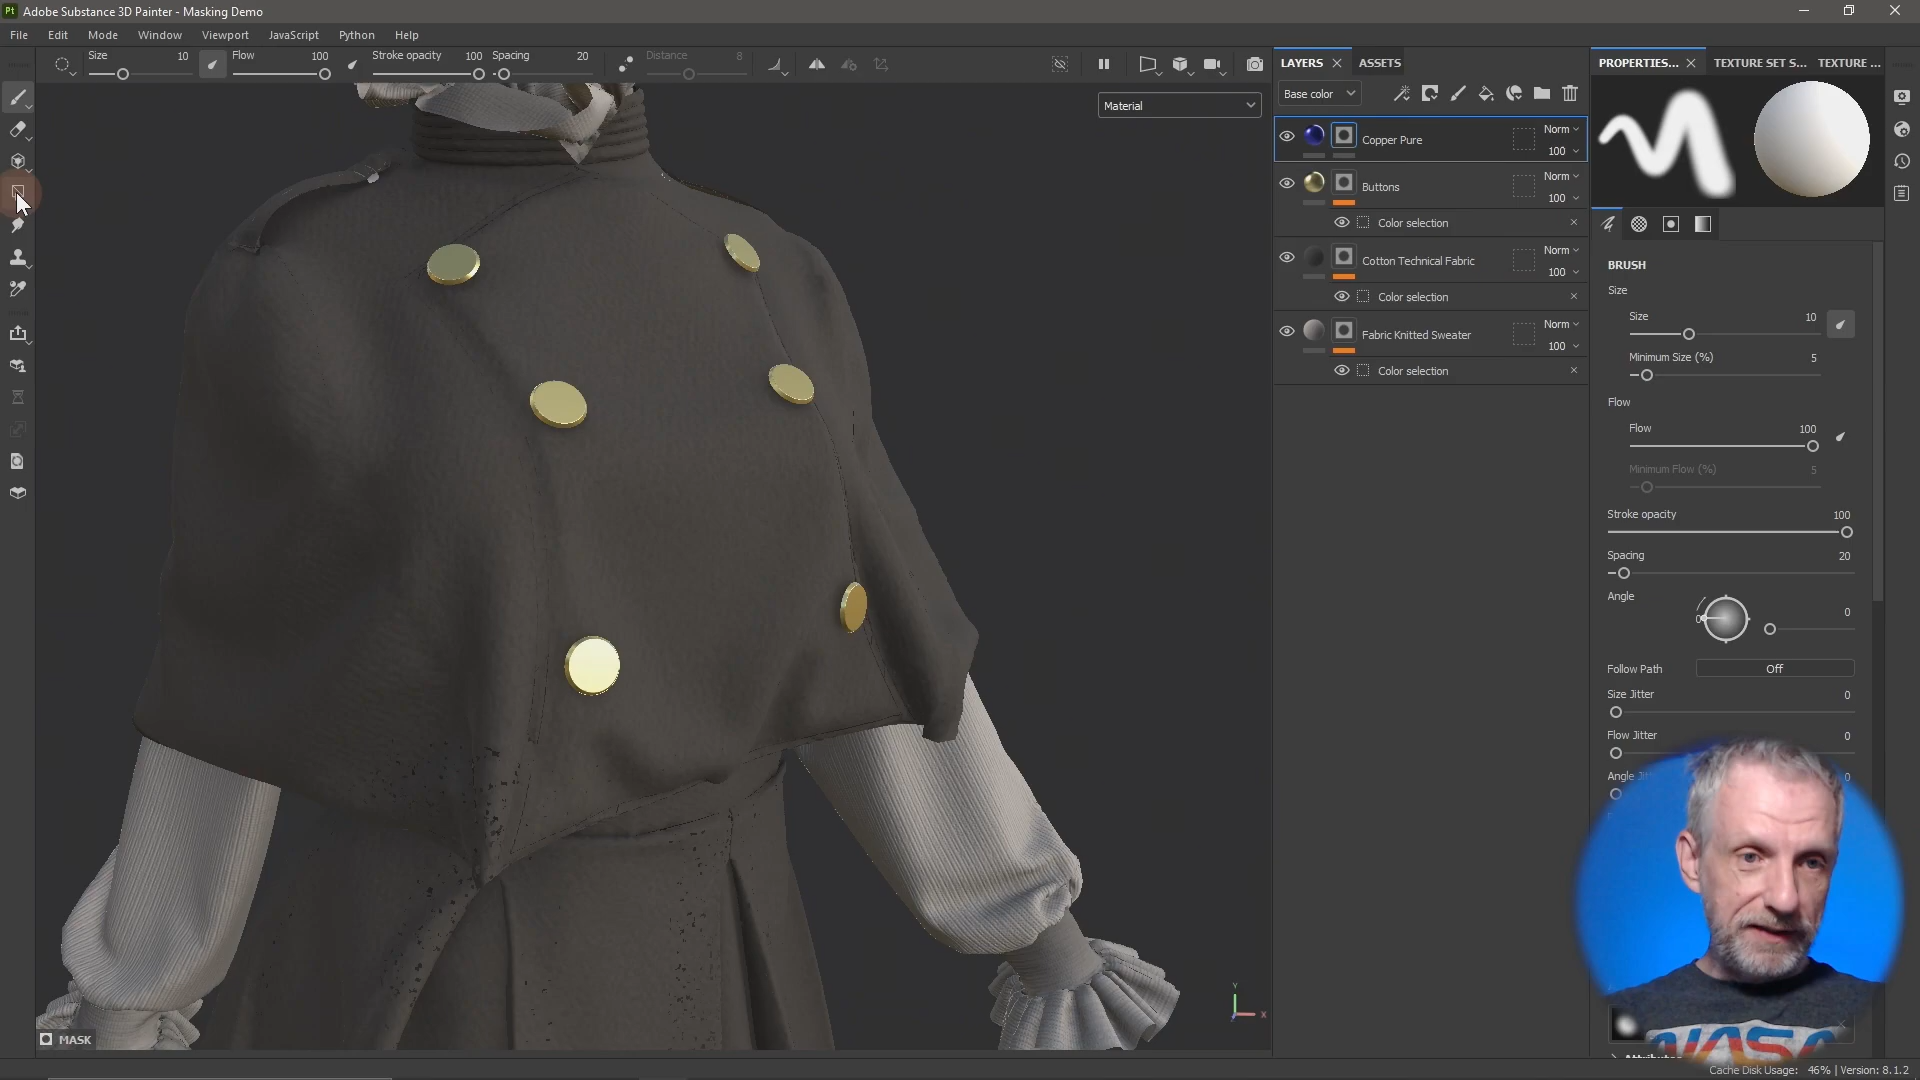 Adobe Substance 3D Painter - Masking Demo
File Edit Mode Window Viewport JavaScript Python Help
Size 10 Flow 100 Stroke opacity 100 Spacing 20 Distance 8
Material
MASK
Y
X
LAYERS ASSETS
Base color
Copper Pure Norm 100
Buttons Norm 100
Color selection
Cotton Technical Fabric Norm 100
Color selection
Fabric Knitted Sweater Norm 100
Color selection
PROPERTIES... TEXTURE SET S... TEXTURE ...
BRUSH
Size
Size 10
Minimum Size (%) 5
Flow
Flow 100
Minimum Flow (%) 5
Stroke opacity 100
Spacing 20
Angle 0 0
Follow Path Off
Size Jitter 0
Flow Jitter 0
Angle Jit 0
NASA
Cache Disk Usage: 46% | Version: 8.1.2